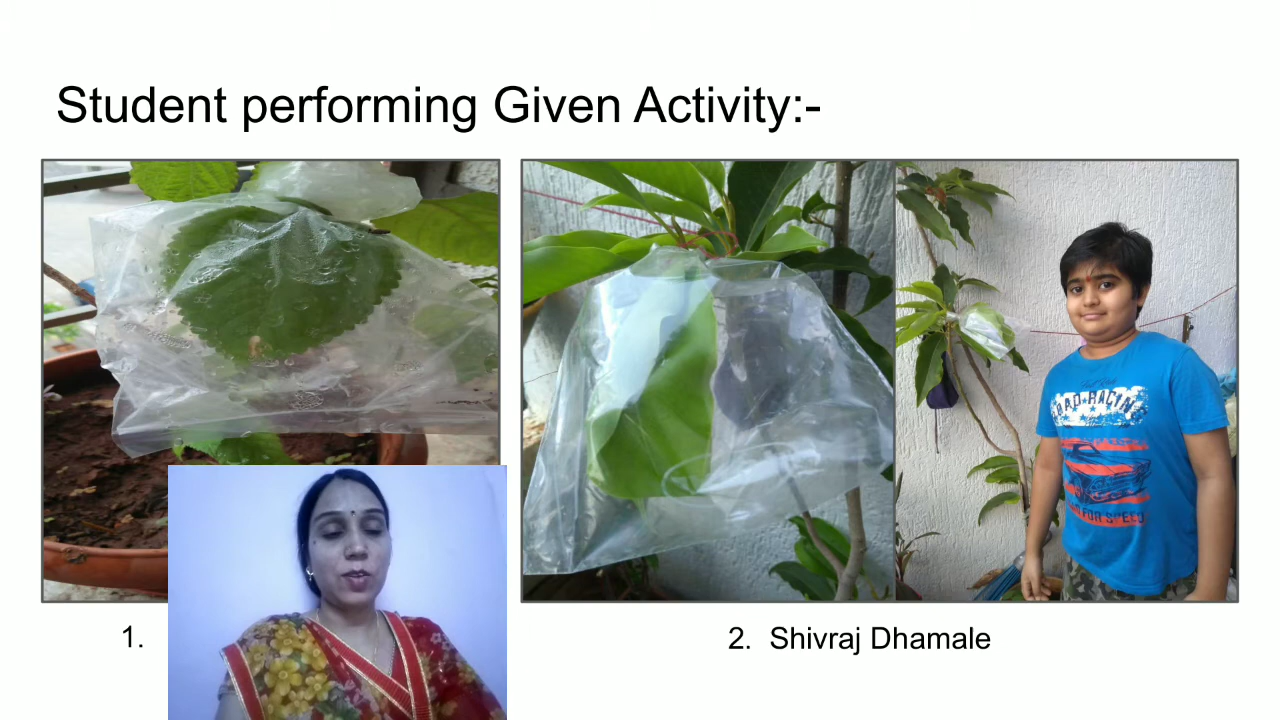 Student performing Given Activity:-
1.
2. Shivraj Dhamale